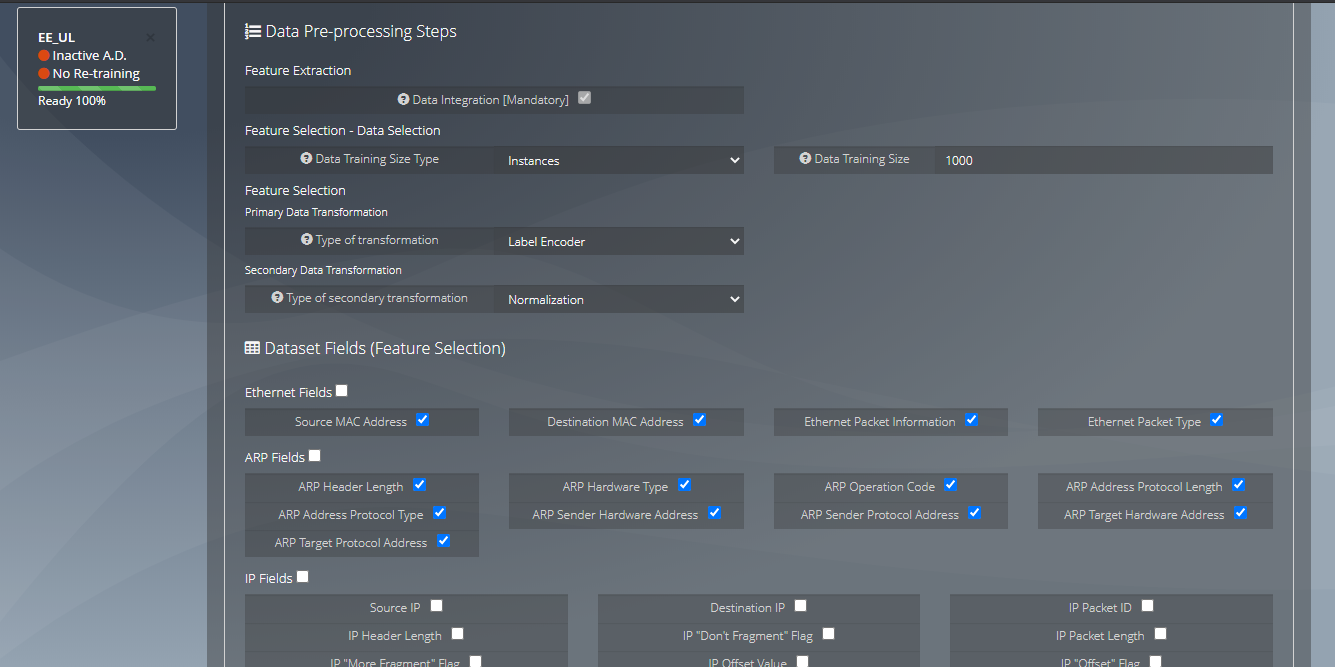 EE_UL
Inactive A.D.
No Re-training
Ready 100%
Data Pre-processing Steps
Feature Extraction
Data Integration [Mandatory]
Feature Selection - Data Selection
Data Training Size Type Instances Data Training Size 1000
Feature Selection
Primary Data Transformation
Type of transformation Label Encoder
Secondary Data Transformation
Type of secondary transformation Normalization
Dataset Fields (Feature Selection)
Ethernet Fields
Source MAC Address Destination MAC Address Ethernet Packet Information Ethernet Packet Type
ARP Fields
ARP Header Length ARP Hardware Type ARP Operation Code ARP Address Protocol Length
ARP Address Protocol Type ARP Sender Hardware Address ARP Sender Protocol Address ARP Target Hardware Address
ARP Target Protocol Address
IP Fields
Source IP Destination IP IP Packet ID
IP Header Length IP "Don't Fragment" Flag IP Packet Length
IP "More Fragment" Flag IP Offset Value IP "Offset" Flag